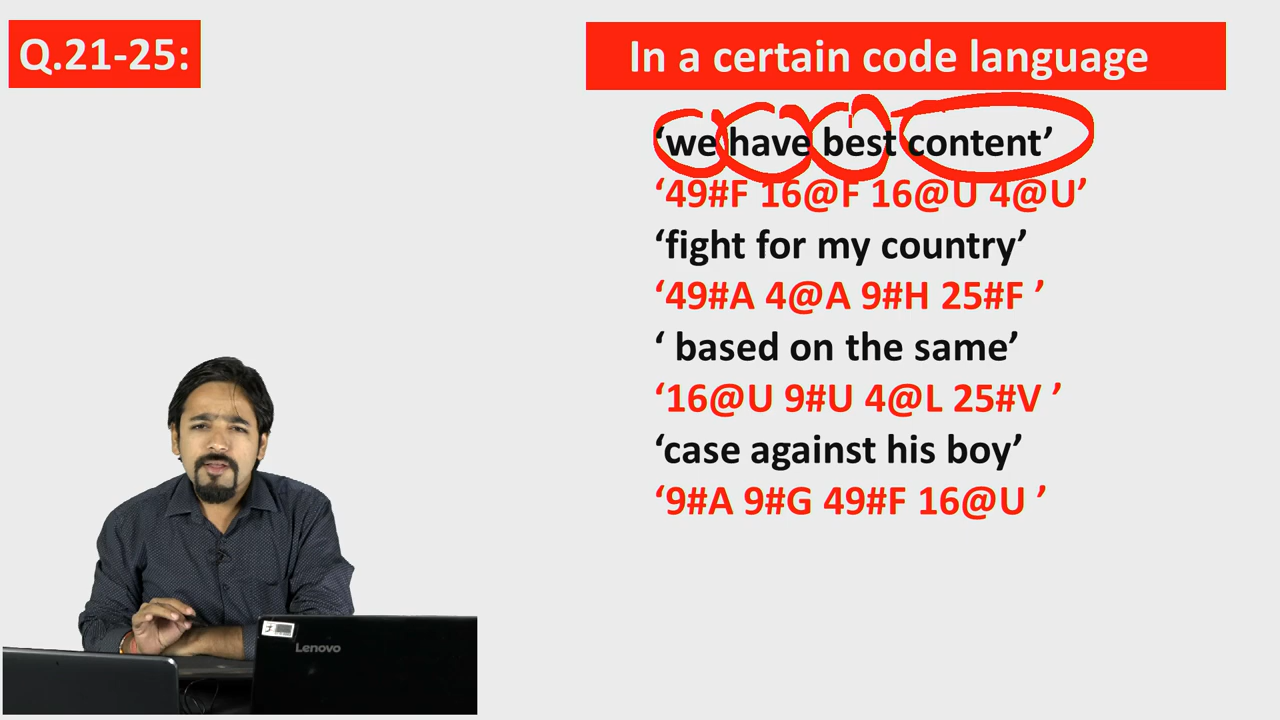 Q.21-25:
In a certain code language
‘we have best content’
‘49#F 16@F 16@U 4@U’
‘fight for my country’
‘49#A 4@A 9#H 25#F ’
‘ based on the same’
‘16@U 9#U 4@L 25#V ’
‘case against his boy’
‘9#A 9#G 49#F 16@U ’
Lenovo